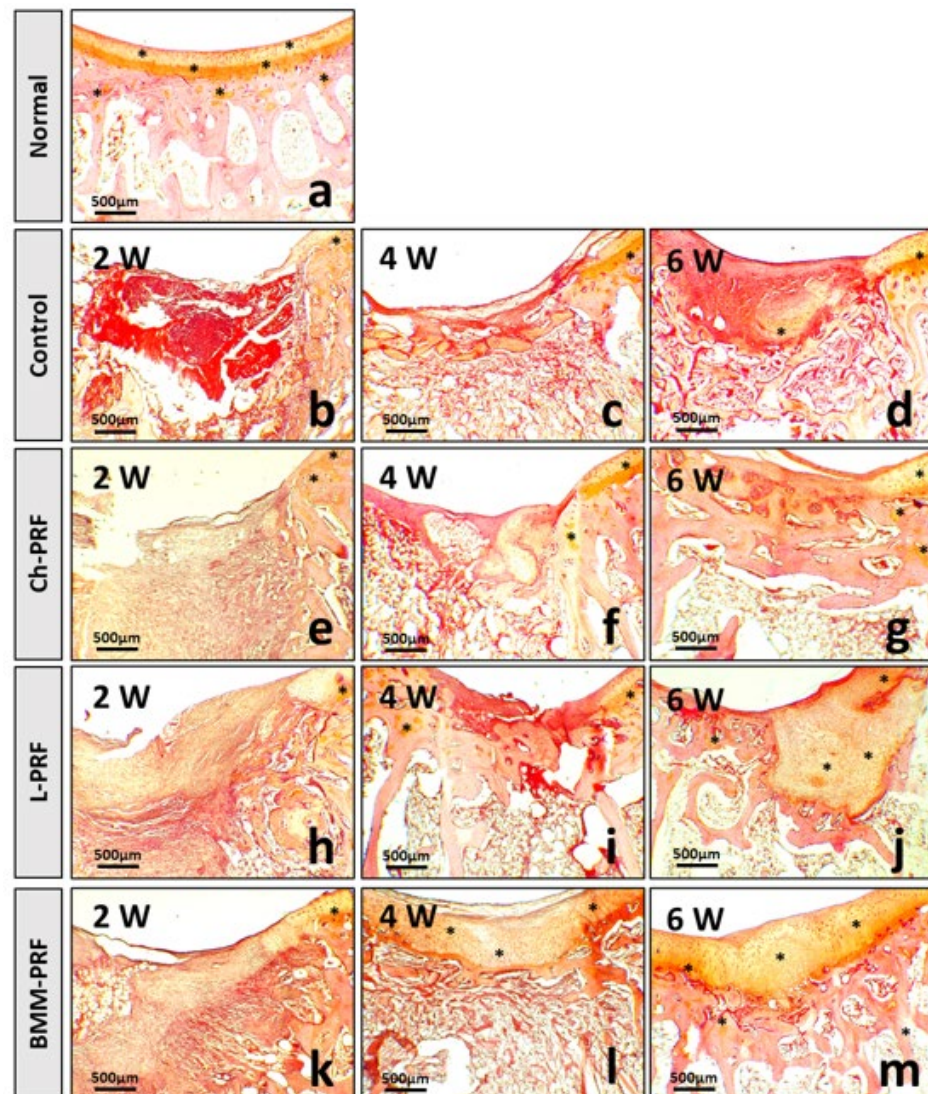 Normal
*
*
*
*
*
*
*
500μm
a
Control
2 W
*
500μm
b
4 W
*
500μm
c
6 W
*
*
500μm
d
Ch-PRF
2 W
*
*
500μm
e
4 W
*
*
500μm
f
6 W
*
*
*
500μm
g
L-PRF
2 W
*
500μm
h
4 W
*
*
500μm
i
6 W
*
*
*
*
500μm
j
BMM-PRF
2 W
*
500μm
k
4 W
*
*
*
500μm
l
6 W
*
*
*
*
*
500μm
m